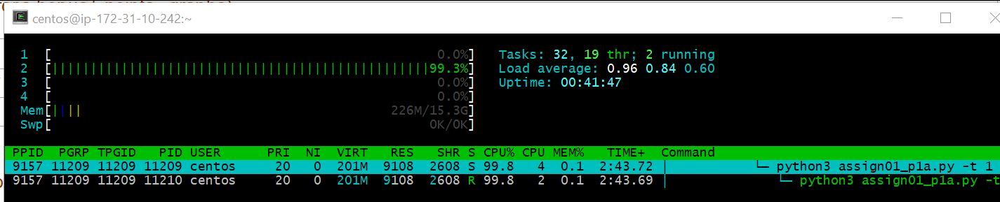 centos@ip-172-31-10-242:~
1 [ 0.0%] Tasks: 32, 19 thr; 2 running
2 [|||||||||||||||||||||||||||||||||||||||||||||||||99.3%] Load average: 0.96 0.84 0.60
3 [ 0.0%] Uptime: 00:41:47
4 [ 0.0%]
Mem[|||| 226M/15.3G]
Swp[ 0K/0K]
PPID PGRP TPGID PID USER PRI NI VIRT RES SHR S CPU% CPU MEM% TIME+ Command
9157 11209 11209 11209 centos 20 0 201M 9108 2608 S 99.8 4 0.1 2:43.72 │ └─ python3 assign01_p1a.py -t 1
9157 11209 11209 11210 centos 20 0 201M 9108 2608 R 99.8 2 0.1 2:43.69 │ └─ python3 assign01_p1a.py -t